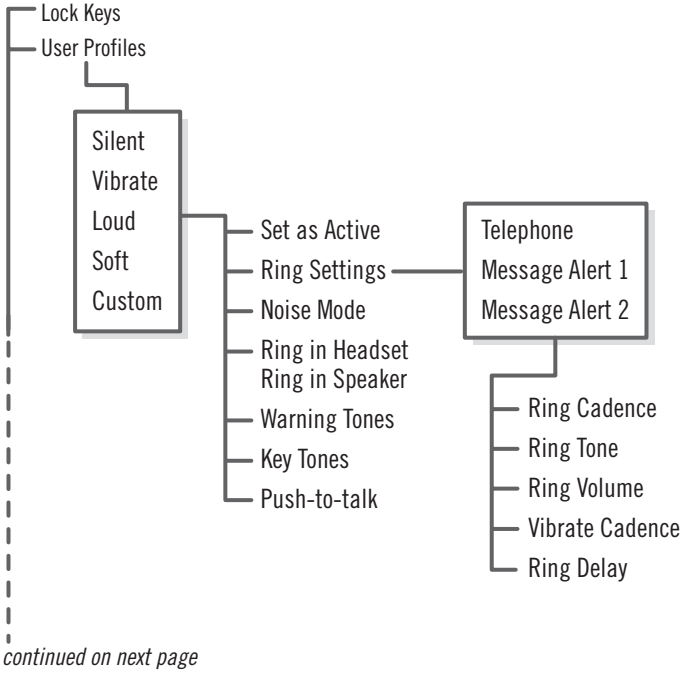 Lock Keys
User Profiles
Silent
Vibrate
Loud
Soft
Custom
Set as Active
Ring Settings
Noise Mode
Ring in Headset
Ring in Speaker
Warning Tones
Key Tones
Push-to-talk
Telephone
Message Alert 1
Message Alert 2
Ring Cadence
Ring Tone
Ring Volume
Vibrate Cadence
Ring Delay
continued on next page